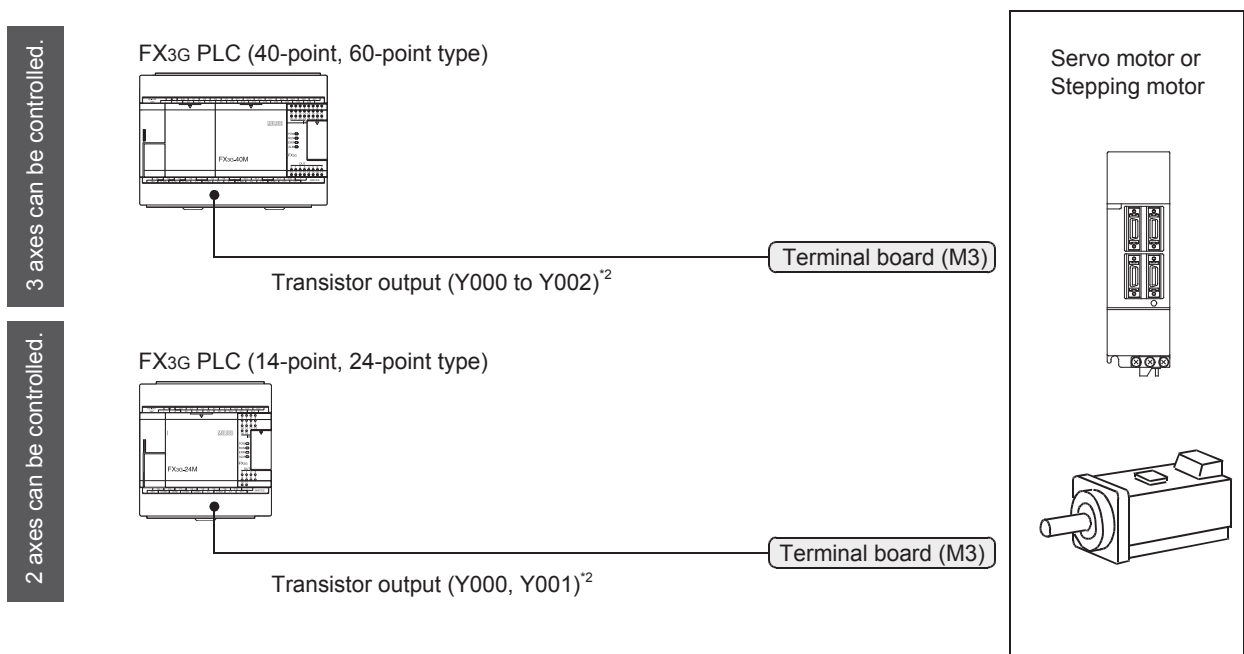 3 axes can be controlled.
FX3G PLC (40-point, 60-point type)
FX3G-40M
Terminal board (M3)
Transistor output (Y000 to Y002)*2
2 axes can be controlled.
FX3G PLC (14-point, 24-point type)
FX3G-24M
Terminal board (M3)
Transistor output (Y000, Y001)*2
Servo motor or
Stepping motor